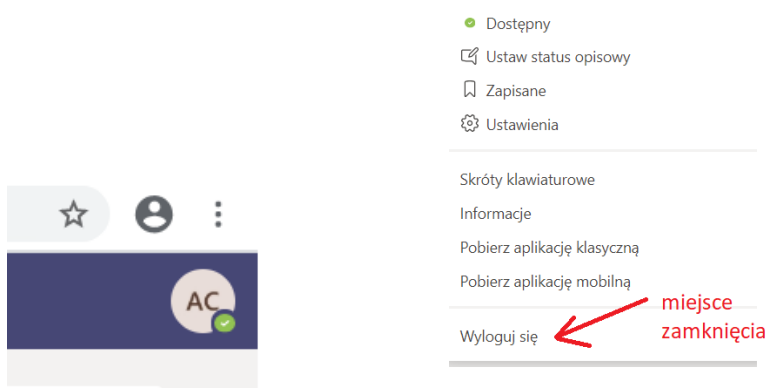 Dostępny
Ustaw status opisowy
Zapisane
Ustawienia
Skróty klawiaturowe
Informacje
Pobierz aplikację klasyczną
Pobierz aplikację mobilną
Wyloguj się
miejsce
zamknięcia
AC